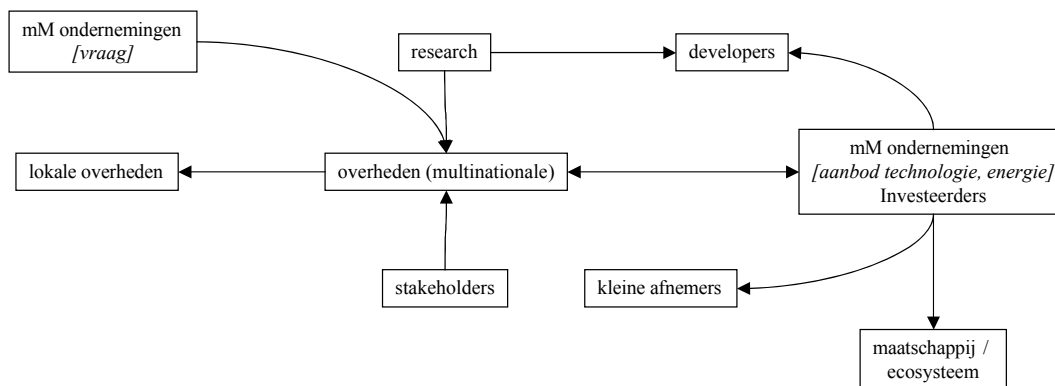 mM ondernemingen
[vraag]
research
developers
lokale overheden
overheden (multinationale)
mM ondernemingen
[aanbod technologie, energie]
Investeerders
stakeholders
kleine afnemers
maatschappij /
ecosysteem